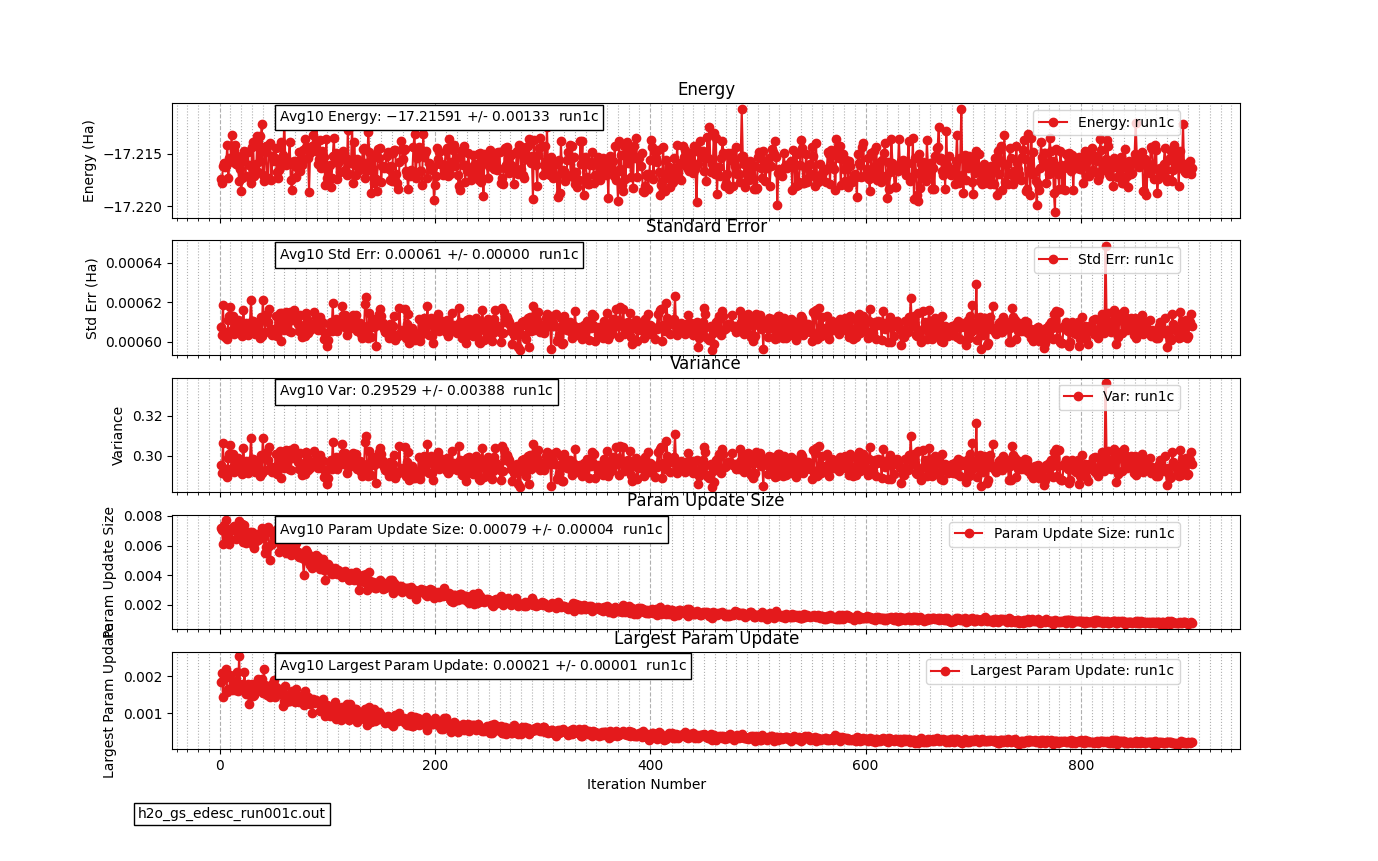 Energy
Avg10 Energy: −17.21591 +/- 0.00133 run1c
Energy: run1c
Energy (Ha)
−17.215
−17.220
Standard Error
Avg10 Std Err: 0.00061 +/- 0.00000 run1c
Std Err: run1c
Std Err (Ha)
0.00064
0.00062
0.00060
Variance
Avg10 Var: 0.29529 +/- 0.00388 run1c
Var: run1c
Variance
0.32
0.30
Param Update Size
Avg10 Param Update Size: 0.00079 +/- 0.00004 run1c
Param Update Size: run1c
Param Update Size
0.008
0.006
0.004
0.002
Largest Param Update
Avg10 Largest Param Update: 0.00021 +/- 0.00001 run1c
Largest Param Update: run1c
Largest Param Update
0.002
0.001
0 200 400 600 800
Iteration Number
h2o_gs_edesc_run001c.out